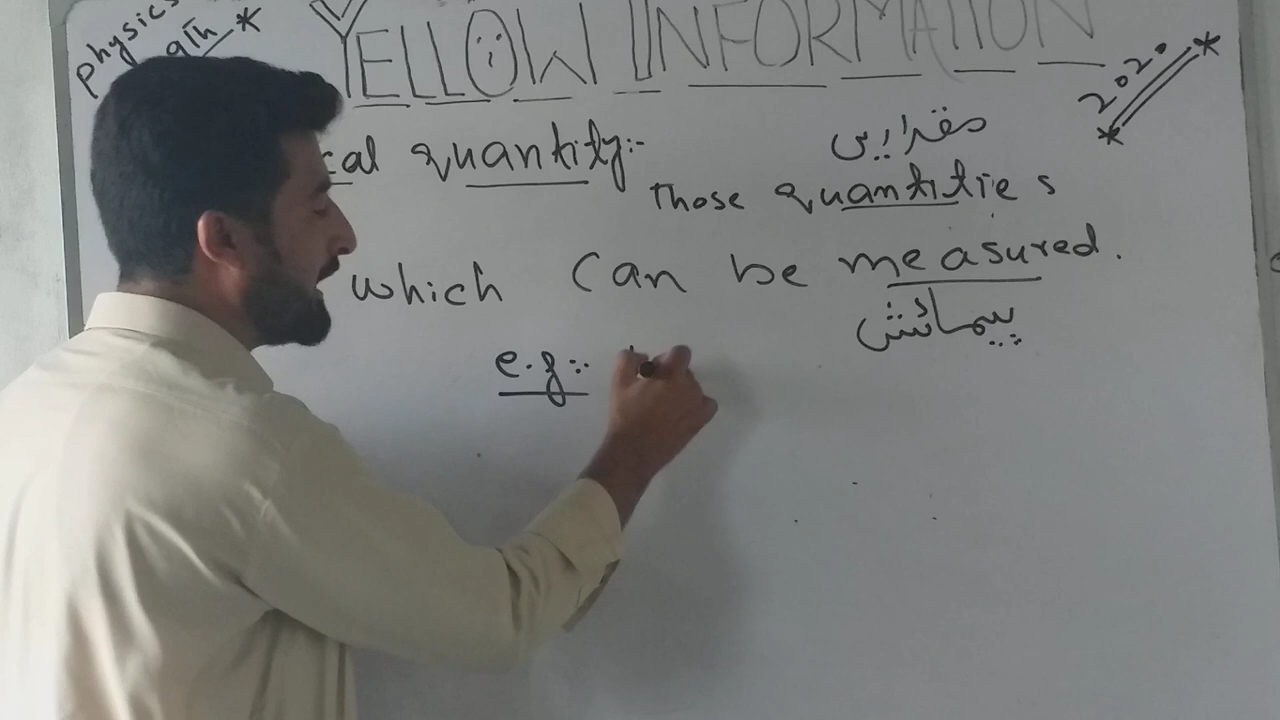 physics
9th *
YELLOW INFORMATION
* 2020 *
cal quantity:-
مقداریں
Those quantities
which can be measured.
پیمائش
e.g:-